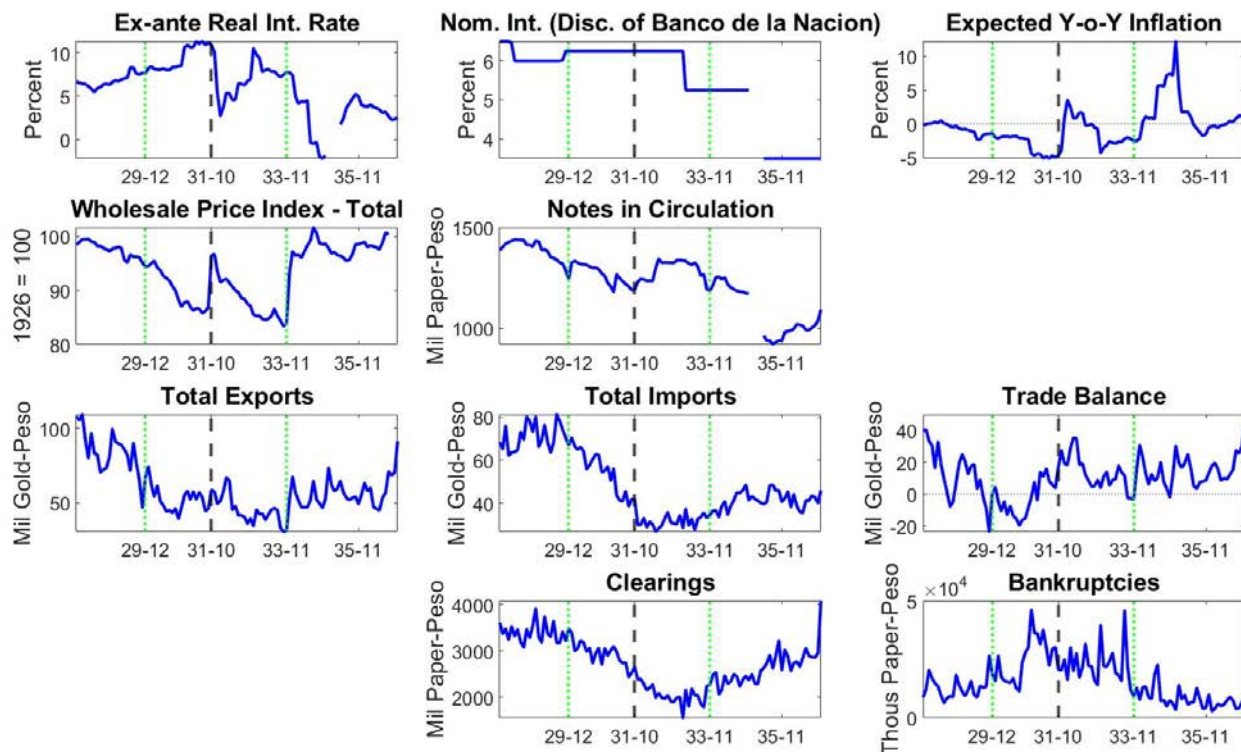 Ex-ante Real Int. Rate
Percent
10
5
0
29-12 31-10 33-11 35-11
Nom. Int. (Disc. of Banco de la Nacion)
Percent
6
5
4
29-12 31-10 33-11 35-11
Expected Y-o-Y Inflation
Percent
10
5
0
-5
29-12 31-10 33-11 35-11
Wholesale Price Index - Total
1926 = 100
100
90
80
29-12 31-10 33-11 35-11
Notes in Circulation
Mil Paper-Peso
1500
1000
29-12 31-10 33-11 35-11
Total Exports
Mil Gold-Peso
100
50
29-12 31-10 33-11 35-11
Total Imports
Mil Gold-Peso
80
60
40
29-12 31-10 33-11 35-11
Trade Balance
Mil Gold-Peso
40
20
0
-20
29-12 31-10 33-11 35-11
Clearings
Mil Paper-Peso
4000
3000
2000
29-12 31-10 33-11 35-11
Bankruptcies
Thous Paper-Peso
×10⁴
5
0
29-12 31-10 33-11 35-11